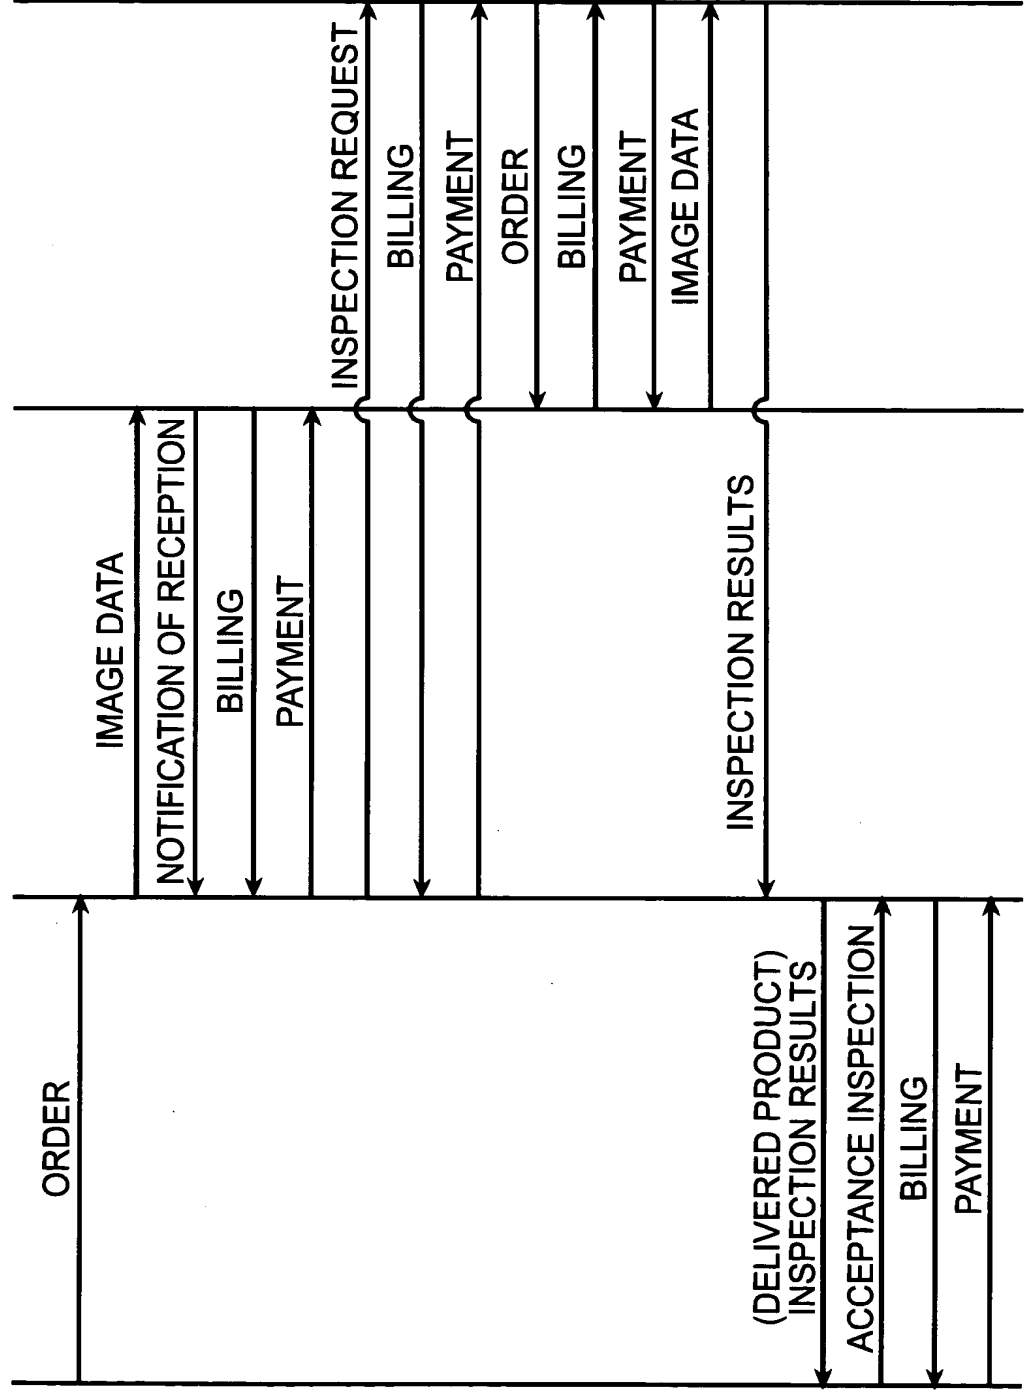 ORDER
IMAGE DATA
NOTIFICATION OF RECEPTION
BILLING
PAYMENT
INSPECTION REQUEST
BILLING
PAYMENT
ORDER
BILLING
PAYMENT
IMAGE DATA
INSPECTION RESULTS
(DELIVERED PRODUCT)
INSPECTION RESULTS
ACCEPTANCE INSPECTION
BILLING
PAYMENT